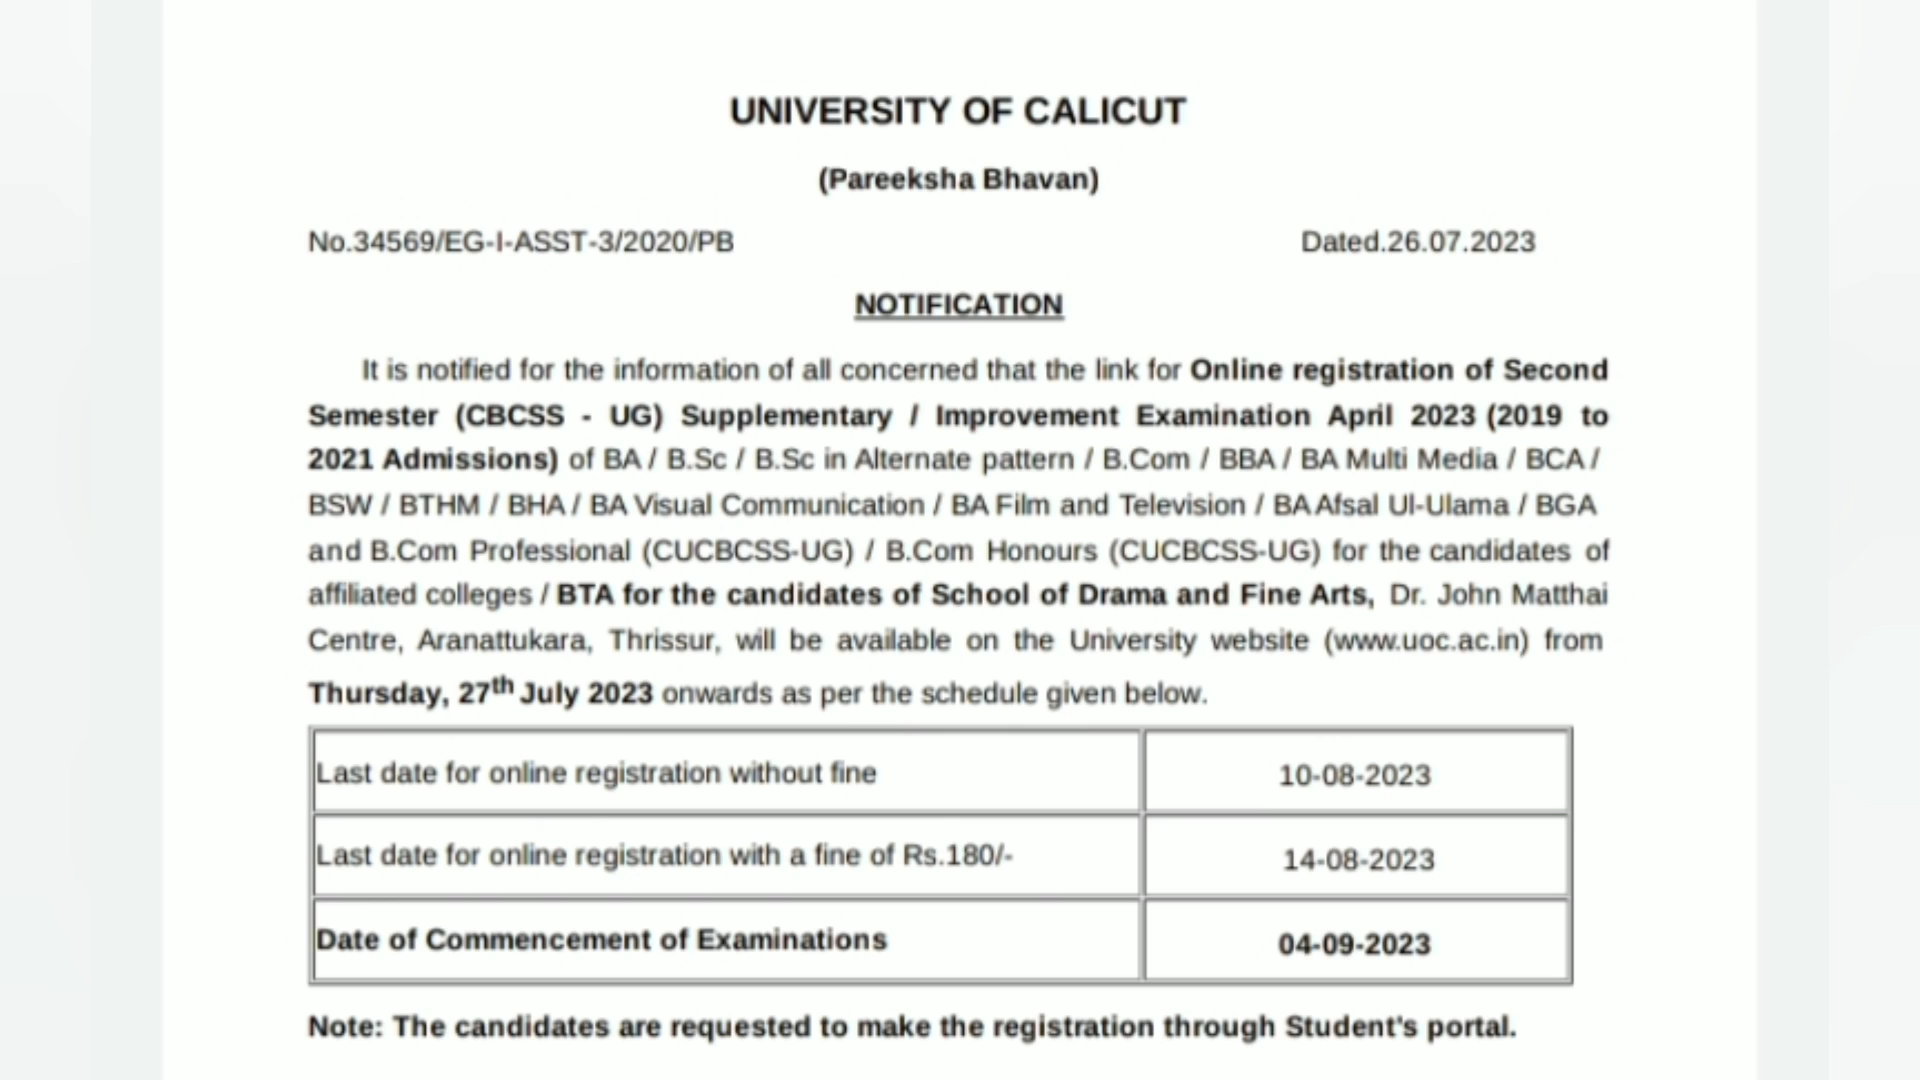 UNIVERSITY OF CALICUT
(Pareeksha Bhavan)
No.34569/EG-I-ASST-3/2020/PB Dated.26.07.2023
NOTIFICATION
It is notified for the information of all concerned that the link for Online registration of Second
Semester (CBCSS - UG) Supplementary / Improvement Examination April 2023 (2019 to
2021 Admissions) of BA / B.Sc / B.Sc in Alternate pattern / B.Com / BBA / BA Multi Media / BCA /
BSW / BTHM / BHA / BA Visual Communication / BA Film and Television / BA Afsal Ul-Ulama / BGA
and B.Com Professional (CUCBCSS-UG) / B.Com Honours (CUCBCSS-UG) for the candidates of
affiliated colleges / BTA for the candidates of School of Drama and Fine Arts, Dr. John Matthai
Centre, Aranattukara, Thrissur, will be available on the University website (www.uoc.ac.in) from
Thursday, 27th July 2023 onwards as per the schedule given below.
Last date for online registration without fine 10-08-2023
Last date for online registration with a fine of Rs.180/- 14-08-2023
Date of Commencement of Examinations 04-09-2023
Note: The candidates are requested to make the registration through Student's portal.